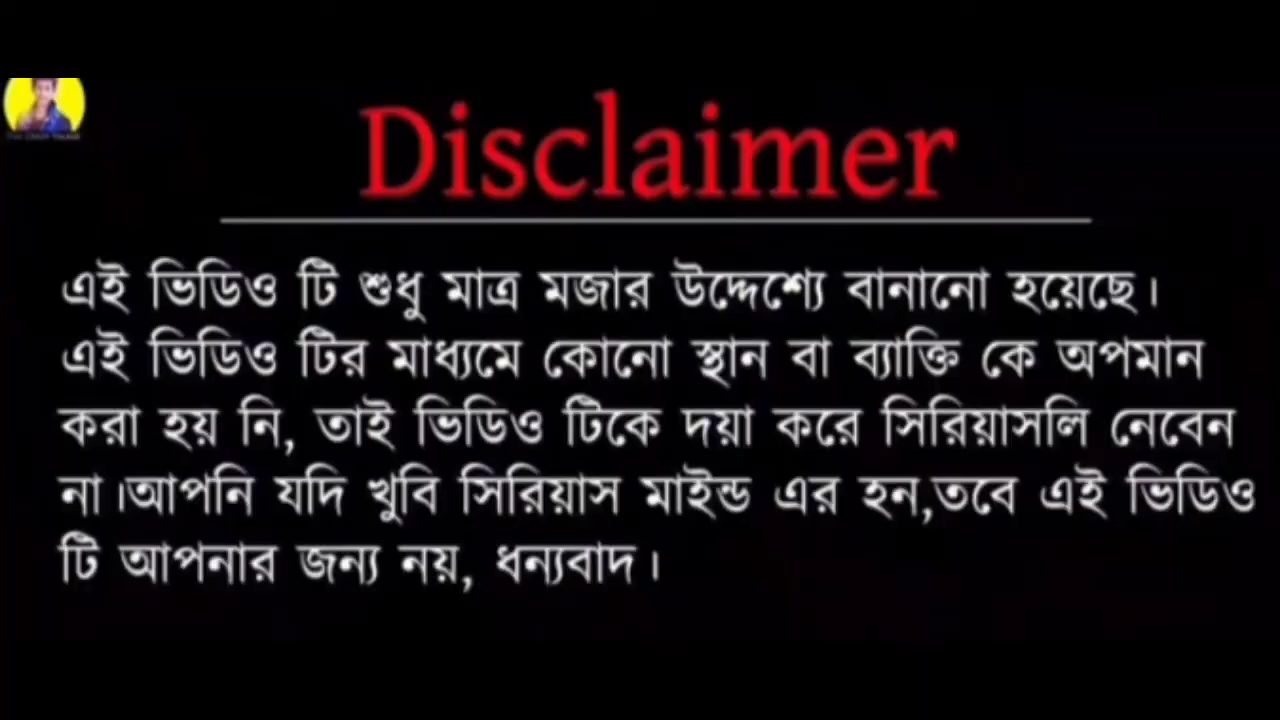 Disclaimer
এই ভিডিও টি শুধু মাত্র মজার উদ্দেশ্যে বানানো হয়েছে।
এই ভিডিও টির মাধ্যমে কোনো স্থান বা ব্যাক্তি কে অপমান
করা হয় নি, তাই ভিডিও টিকে দয়া করে সিরিয়াসলি নেবেন
না।আপনি যদি খুবি সিরিয়াস মাইন্ড এর হন,তবে এই ভিডিও
টি আপনার জন্য নয়, ধন্যবাদ।